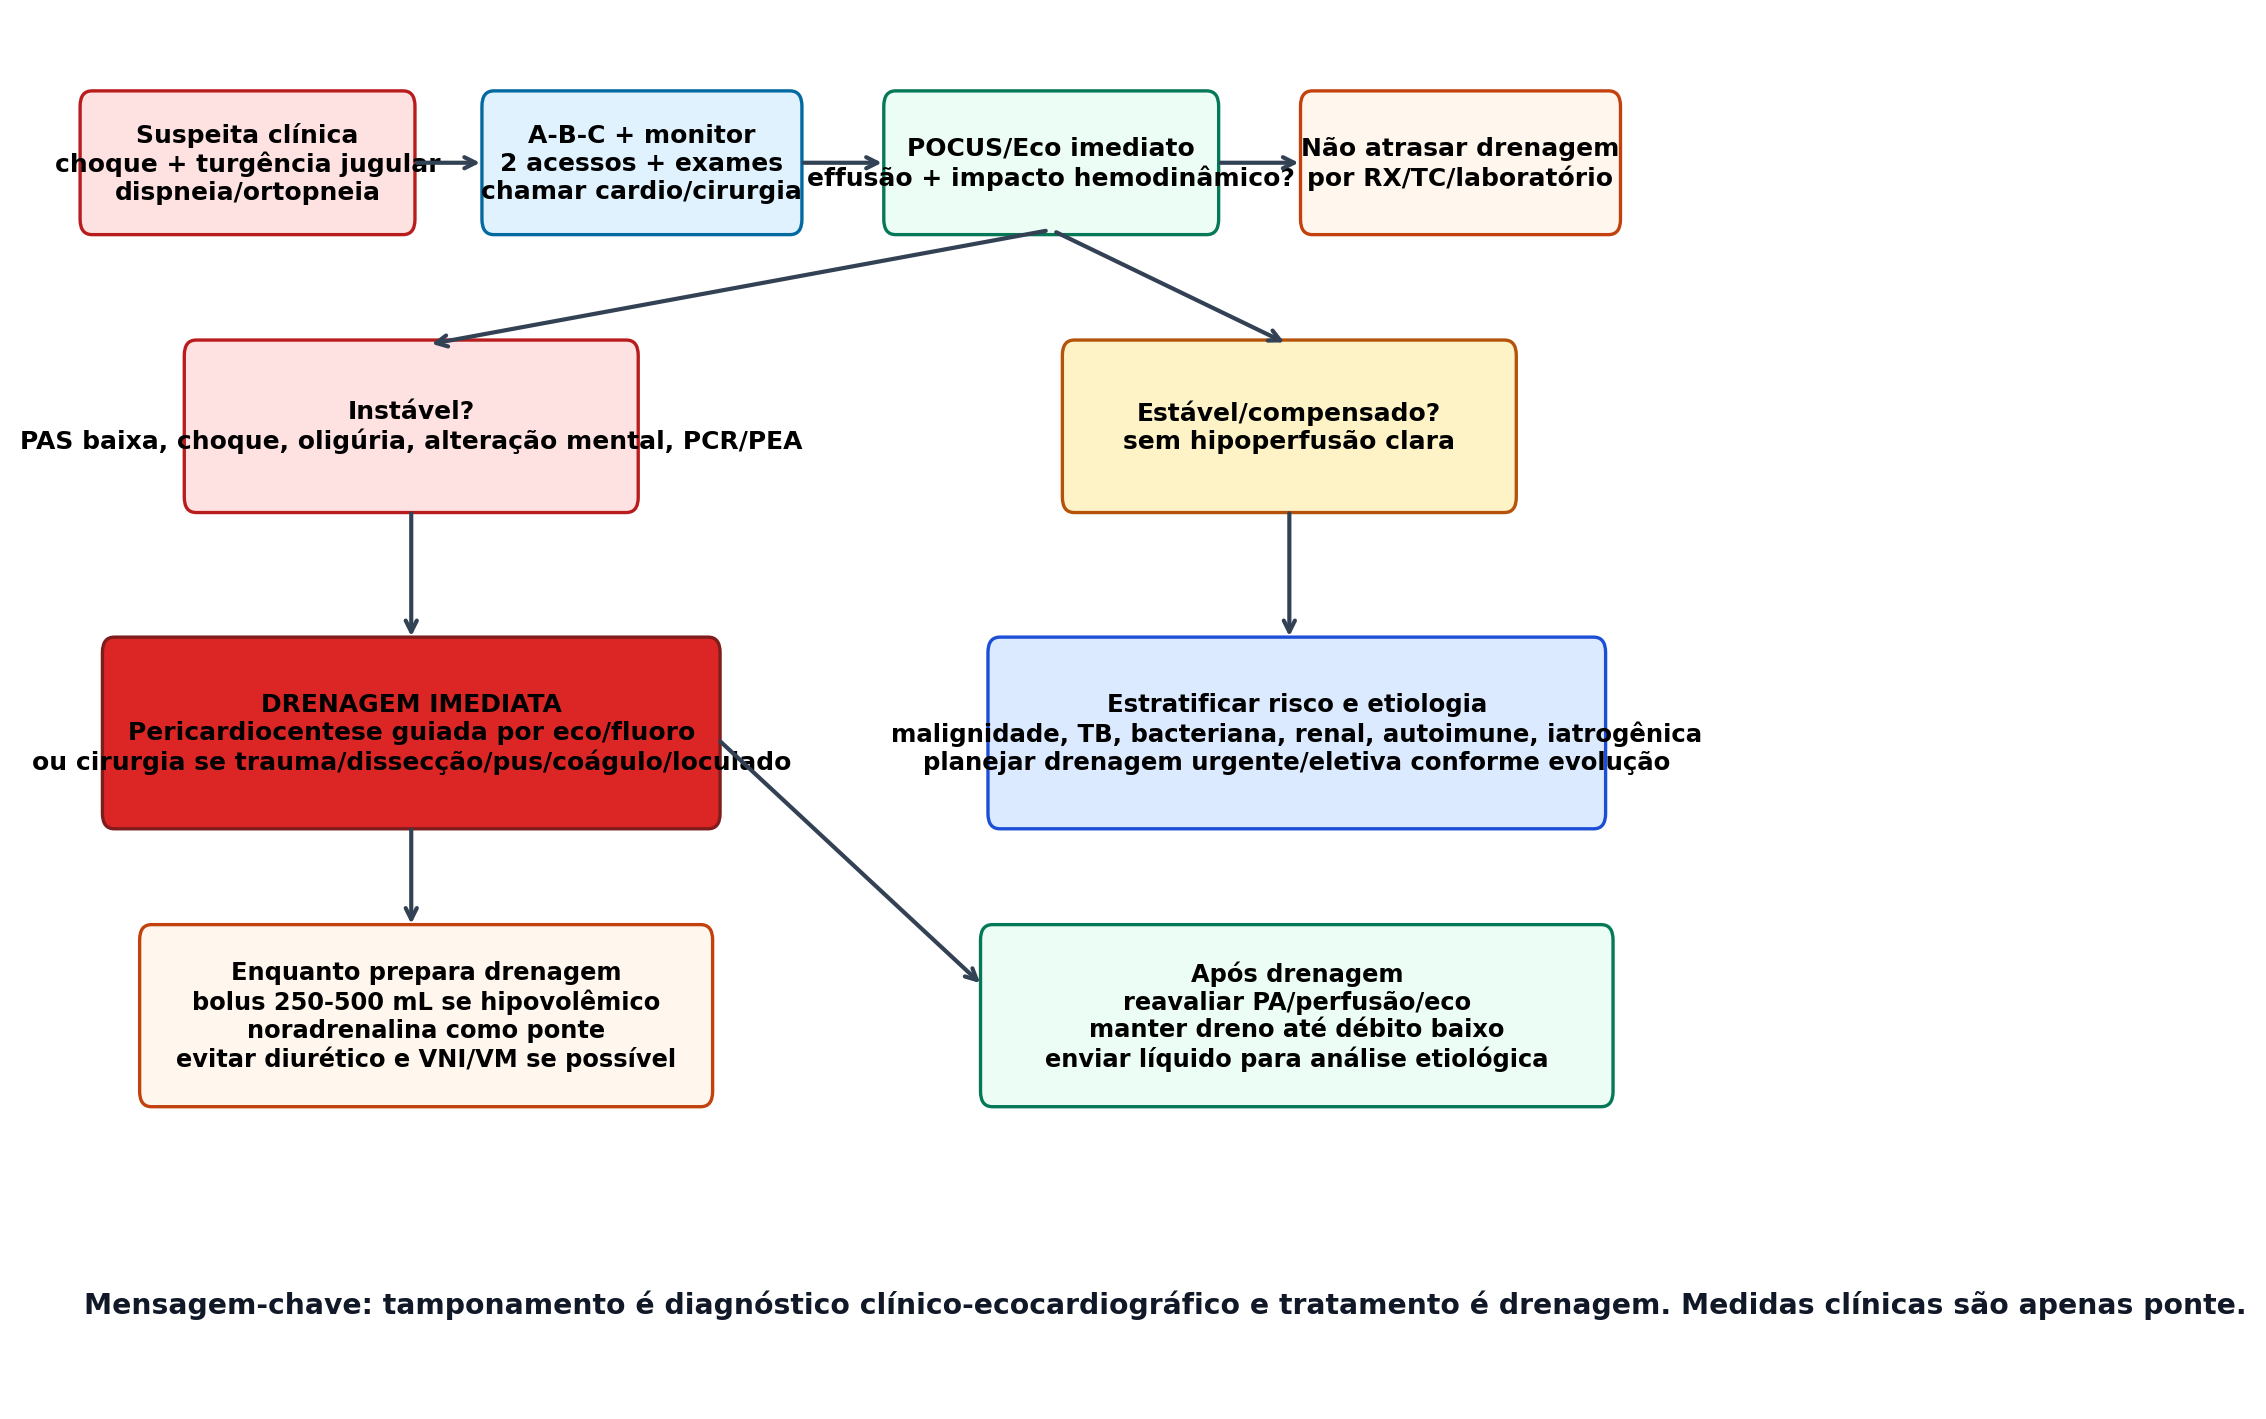 Suspeita clínica
choque + turgência jugular
dispneia/ortopneia
A-B-C + monitor
2 acessos + exames
chamar cardio/cirurgia
POCUS/Eco imediato
effusão + impacto hemodinâmico?
Não atrasar drenagem
por RX/TC/laboratório
Instável?
PAS baixa, choque, oligúria, alteração mental, PCR/PEA
Estável/compensado?
sem hipoperfusão clara
DRENAGEM IMEDIATA
Pericardiocentese guiada por eco/fluoro
ou cirurgia se trauma/dissecção/pus/coágulo/loculado
Estratificar risco e etiologia
malignidade, TB, bacteriana, renal, autoimune, iatrogênica
planejar drenagem urgente/eletiva conforme evolução
Enquanto prepara drenagem
bolus 250-500 mL se hipovolêmico
noradrenalina como ponte
evitar diurético e VNI/VM se possível
Após drenagem
reavaliar PA/perfusão/eco
manter dreno até débito baixo
enviar líquido para análise etiológica
Mensagem-chave: tamponamento é diagnóstico clínico-ecocardiográfico e tratamento é drenagem. Medidas clínicas são apenas ponte.